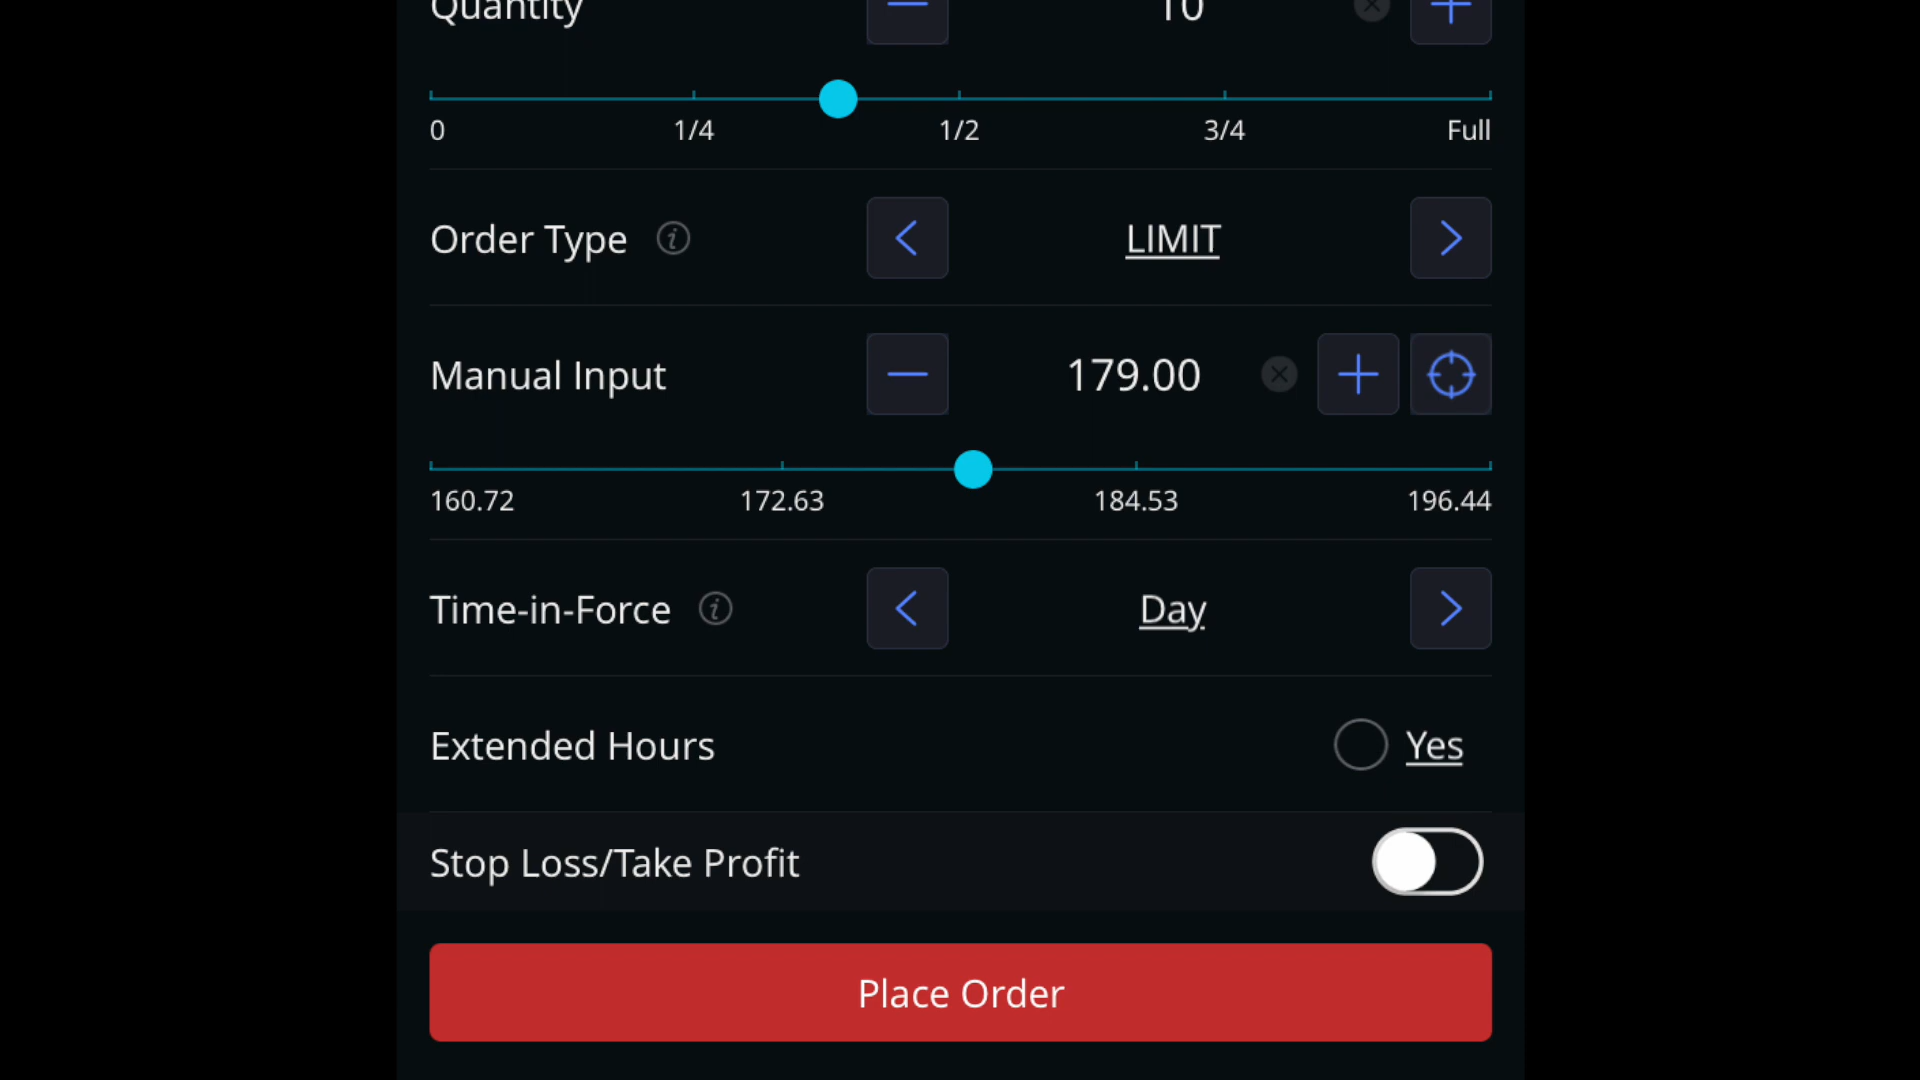 Quantity 10
0 1/4 1/2 3/4 Full
Order Type LIMIT
Manual Input 179.00
160.72 172.63 184.53 196.44
Time-in-Force Day
Extended Hours Yes
Stop Loss/Take Profit
Place Order